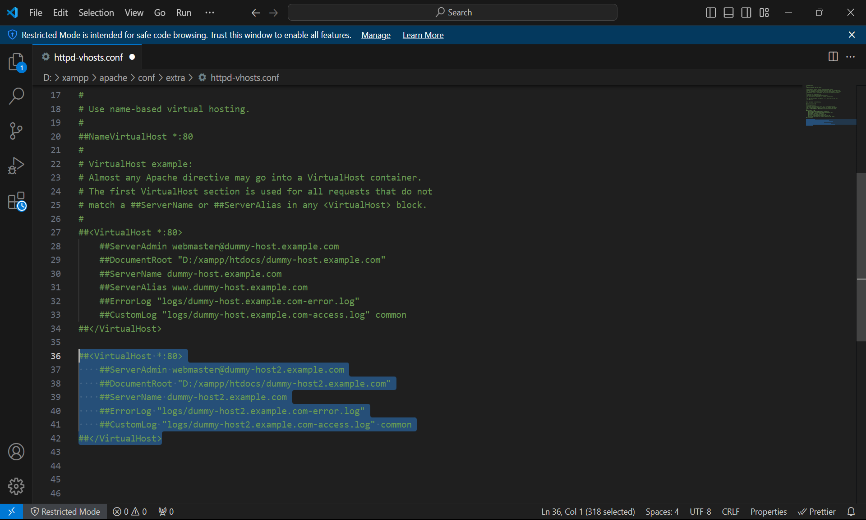 File Edit Selection View Go Run ··· Search
Restricted Mode is intended for safe code browsing. Trust this window to enable all features. Manage Learn More
1
httpd-vhosts.conf
D: > xampp > apache > conf > extra > httpd-vhosts.conf
17 #
18 # Use name-based virtual hosting.
19 #
20 ##NameVirtualHost *:80
21 #
22 # VirtualHost example:
23 # Almost any Apache directive may go into a VirtualHost container.
24 # The first VirtualHost section is used for all requests that do not
25 # match a ##ServerName or ##ServerAlias in any <VirtualHost> block.
26 #
27 ##<VirtualHost *:80>
28 ##ServerAdmin webmaster@dummy-host.example.com
29 ##DocumentRoot "D:/xampp/htdocs/dummy-host.example.com"
30 ##ServerName dummy-host.example.com
31 ##ServerAlias www.dummy-host.example.com
32 ##ErrorLog "logs/dummy-host.example.com-error.log"
33 ##CustomLog "logs/dummy-host.example.com-access.log" common
34 ##</VirtualHost>
35
36 ##<VirtualHost *:80>
37 ##ServerAdmin webmaster@dummy-host2.example.com
38 ##DocumentRoot "D:/xampp/htdocs/dummy-host2.example.com"
39 ##ServerName dummy-host2.example.com
40 ##ErrorLog "logs/dummy-host2.example.com-error.log"
41 ##CustomLog "logs/dummy-host2.example.com-access.log" common
42 ##</VirtualHost>
43
44
45
46
Restricted Mode 0 0 0 Ln 36, Col 1 (318 selected) Spaces: 4 UTF 8 CRLF Properties Prettier